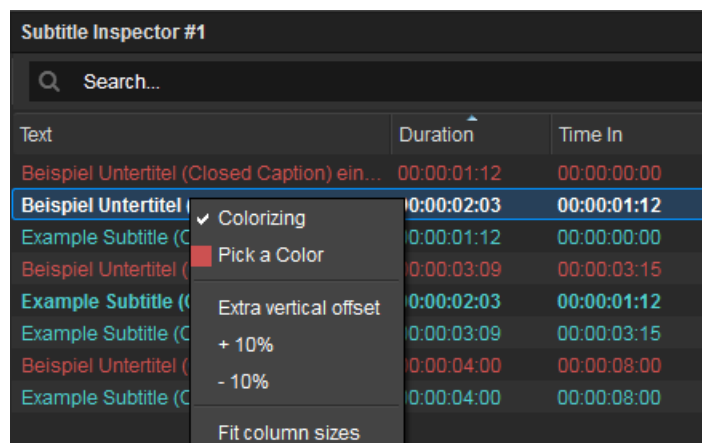 Subtitle Inspector #1
Search...
Text Duration Time In
Beispiel Untertitel (Closed Caption) ein... 00:00:01:12 00:00:00:00
Beispiel Untertitel ( 00:00:02:03 00:00:01:12
Colorizing
Example Subtitle (C 00:00:01:12 00:00:00:00
Pick a Color
Beispiel Untertitel ( 00:00:03:09 00:00:03:15
Example Subtitle (C 00:00:02:03 00:00:01:12
Extra vertical offset
Example Subtitle (C 00:00:03:09 00:00:03:15
+ 10%
Beispiel Untertitel ( 00:00:04:00 00:00:08:00
- 10%
Example Subtitle (C 00:00:04:00 00:00:08:00
Fit column sizes